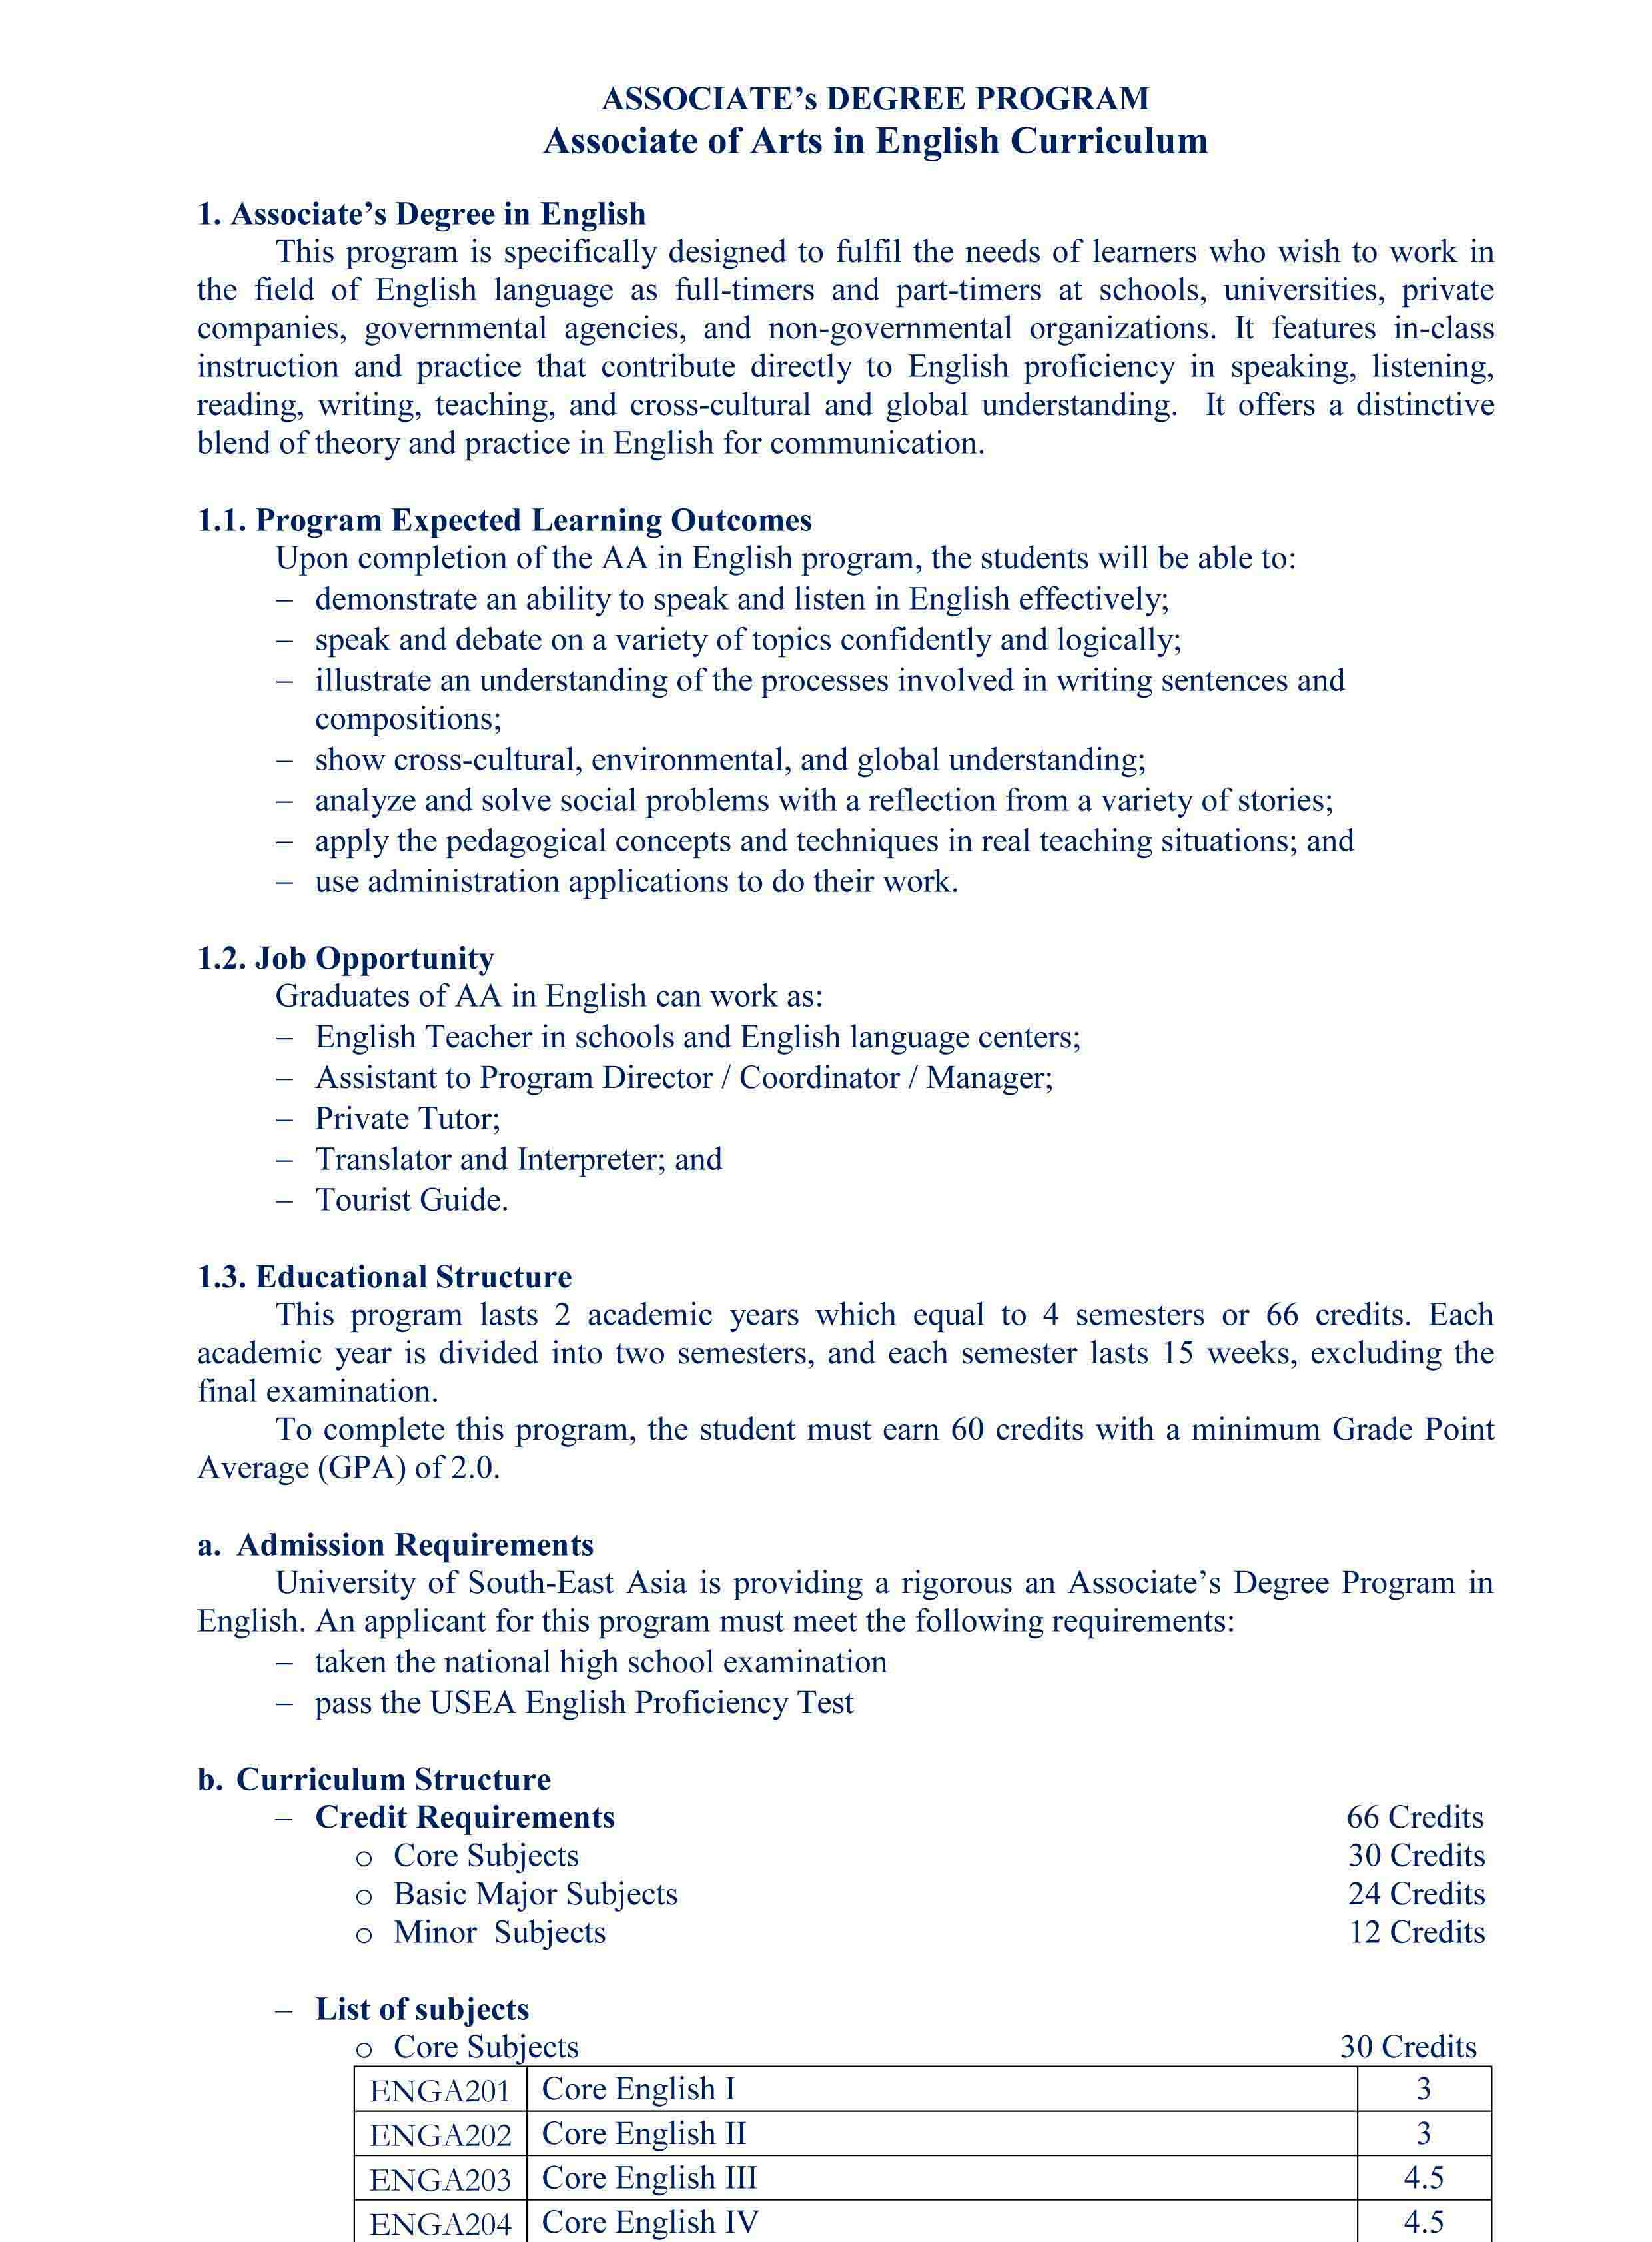 ASSOCIATE’s DEGREE PROGRAM
Associate of Arts in English Curriculum
1. Associate’s Degree in English
This program is specifically designed to fulfil the needs of learners who wish to work in
the field of English language as full-timers and part-timers at schools, universities, private
companies, governmental agencies, and non-governmental organizations. It features in-class
instruction and practice that contribute directly to English proficiency in speaking, listening,
reading, writing, teaching, and cross-cultural and global understanding. It offers a distinctive
blend of theory and practice in English for communication.
1.1. Program Expected Learning Outcomes
Upon completion of the AA in English program, the students will be able to:
– demonstrate an ability to speak and listen in English effectively;
– speak and debate on a variety of topics confidently and logically;
– illustrate an understanding of the processes involved in writing sentences and
compositions;
– show cross-cultural, environmental, and global understanding;
– analyze and solve social problems with a reflection from a variety of stories;
– apply the pedagogical concepts and techniques in real teaching situations; and
– use administration applications to do their work.
1.2. Job Opportunity
Graduates of AA in English can work as:
– English Teacher in schools and English language centers;
– Assistant to Program Director / Coordinator / Manager;
– Private Tutor;
– Translator and Interpreter; and
– Tourist Guide.
1.3. Educational Structure
This program lasts 2 academic years which equal to 4 semesters or 66 credits. Each
academic year is divided into two semesters, and each semester lasts 15 weeks, excluding the
final examination.
To complete this program, the student must earn 60 credits with a minimum Grade Point
Average (GPA) of 2.0.
a. Admission Requirements
University of South-East Asia is providing a rigorous an Associate’s Degree Program in
English. An applicant for this program must meet the following requirements:
– taken the national high school examination
– pass the USEA English Proficiency Test
b. Curriculum Structure
– Credit Requirements 66 Credits
o Core Subjects 30 Credits
o Basic Major Subjects 24 Credits
o Minor Subjects 12 Credits
– List of subjects
o Core Subjects 30 Credits
ENGA201 Core English I 3
ENGA202 Core English II 3
ENGA203 Core English III 4.5
ENGA204 Core English IV 4.5